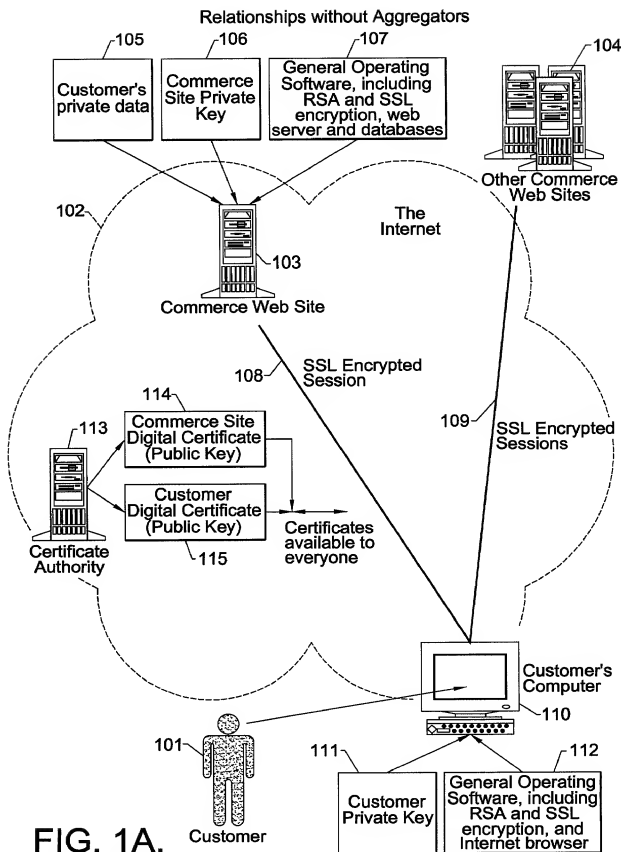 Relationships without Aggregators
105
106
107
104
Customer's
private data
Commerce
Site Private
Key
General Operating
Software, including
RSA and SSL
encryption, web
server and databases
Other Commerce
Web Sites
102
The
Internet
103
Commerce Web Site
108
SSL Encrypted
Session
109
SSL Encrypted
Sessions
114
113
Commerce Site
Digital Certificate
(Public Key)
Customer
Digital Certificate
(Public Key)
115
Certificates
available to
everyone
Certificate
Authority
Customer's
Computer
110
101
111
112
Customer
Private Key
General Operating
Software, including
RSA and SSL
encryption, and
Internet browser
Customer
FIG. 1A.